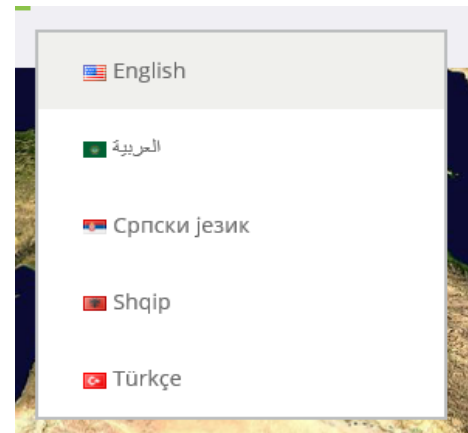 English
العربية
Српски језик
Shqip
Türkçe